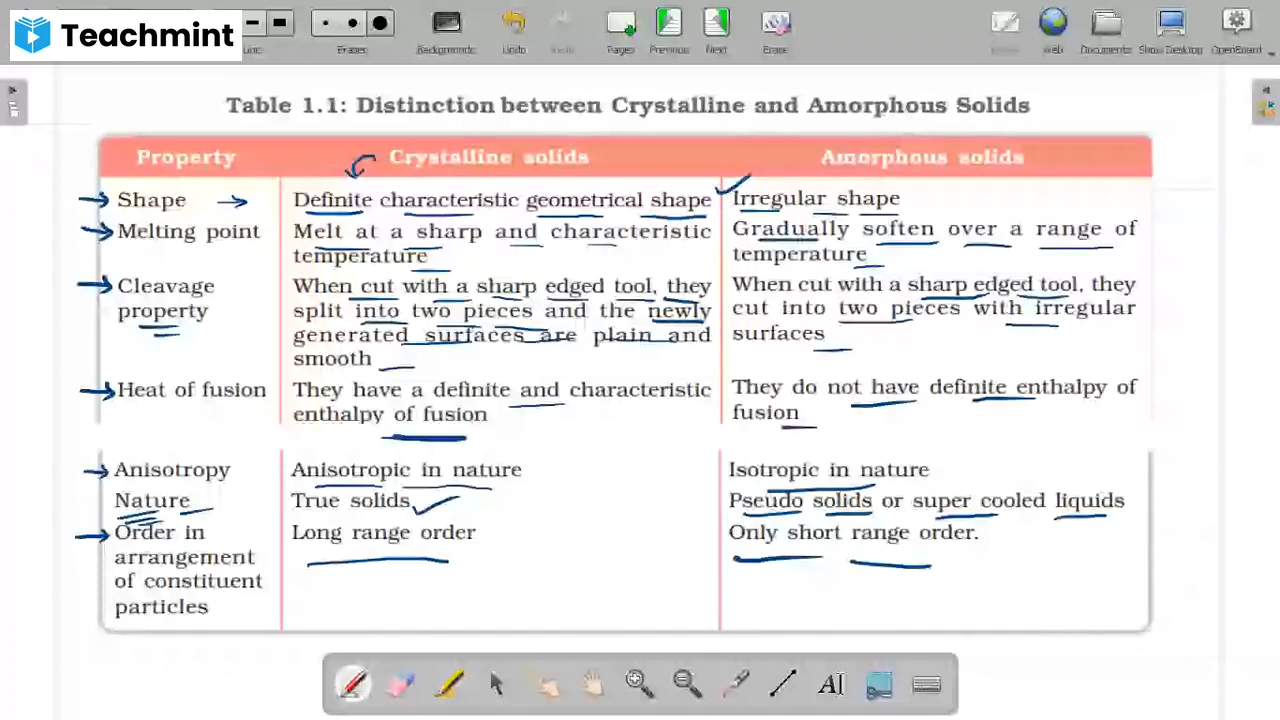 Teachmint
Eraser
Backgrounds
Undo
Pages
Previous
Next
Erase
Web
Documents
Show Desktop
OpenBoard
Table 1.1: Distinction between Crystalline and Amorphous Solids
Property
Crystalline solids
Amorphous solids
Shape
Definite characteristic geometrical shape
Irregular shape
Melting point
Melt at a sharp and characteristic
temperature
Gradually soften over a range of
temperature
Cleavage
property
When cut with a sharp edged tool, they
split into two pieces and the newly
generated surfaces are plain and
smooth
When cut with a sharp edged tool, they
cut into two pieces with irregular
surfaces
Heat of fusion
They have a definite and characteristic
enthalpy of fusion
They do not have definite enthalpy of
fusion
Anisotropy
Anisotropic in nature
Isotropic in nature
Nature
True solids
Pseudo solids or super cooled liquids
Order in
arrangement
of constituent
particles
Long range order
Only short range order.
AI